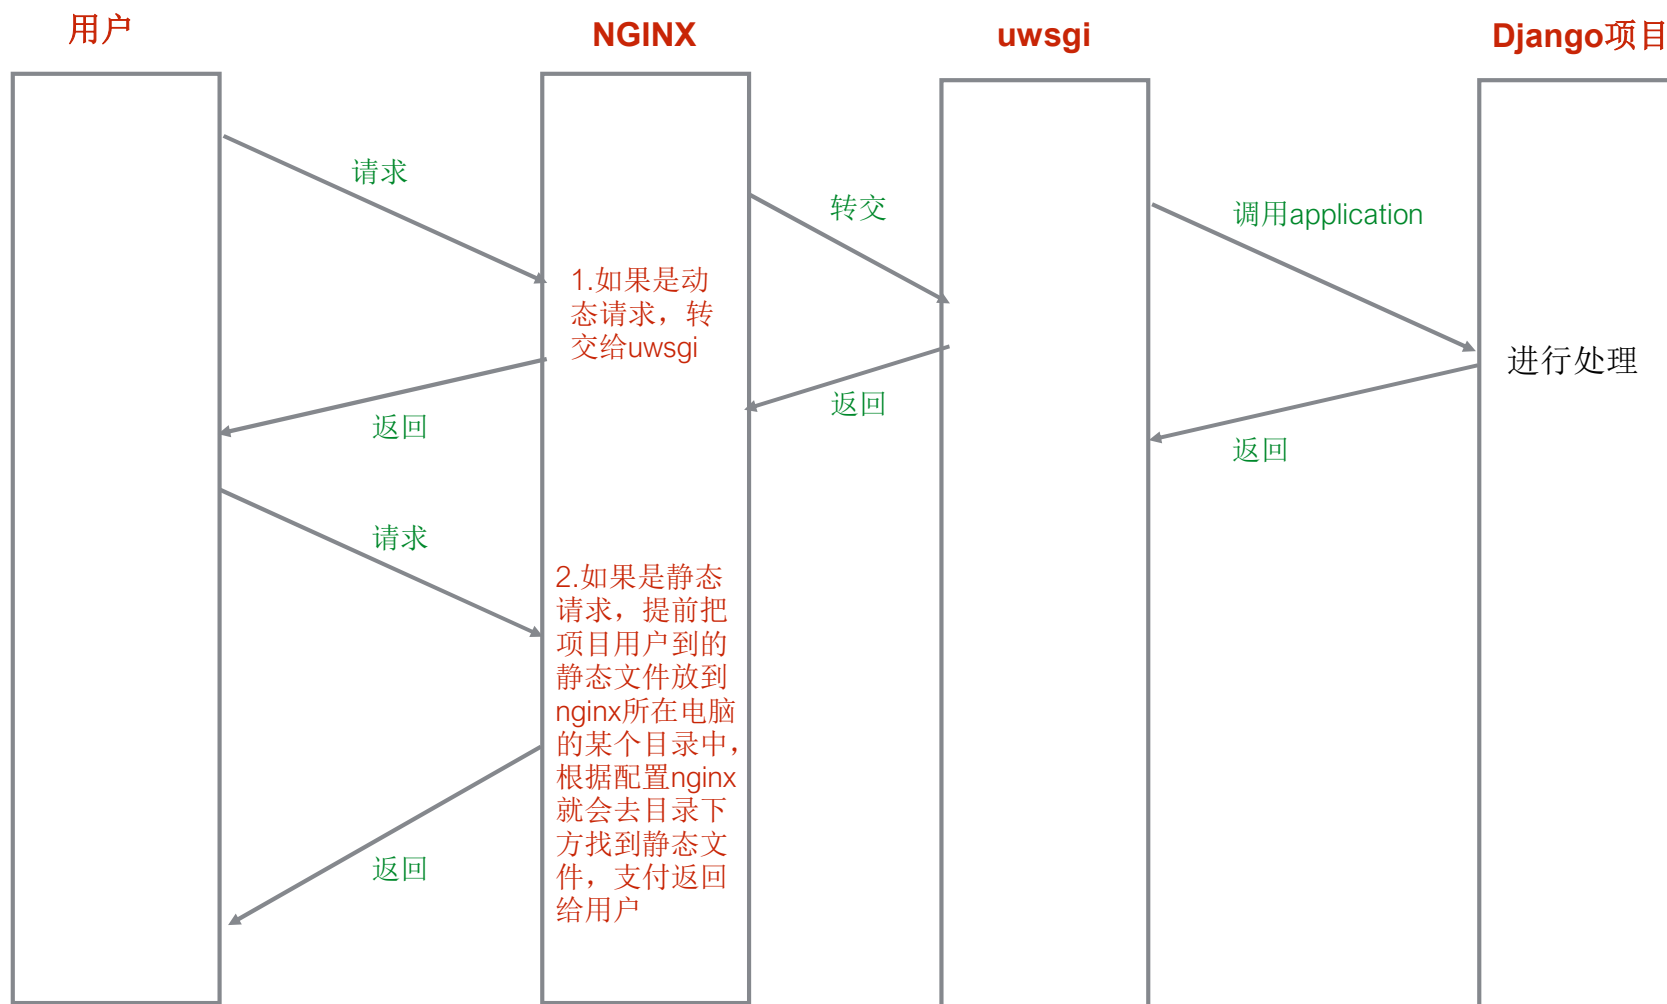 用户
NGINX
uwsgi
Django项目
请求
转交
调用application
1.如果是动
态请求，转
交给uwsgi
进行处理
返回
返回
返回
请求
2.如果是静态
请求，提前把
项目用户到的
静态文件放到
nginx所在电脑
的某个目录中，
根据配置nginx
就会去目录下
方找到静态文
件，支付返回
给用户
返回